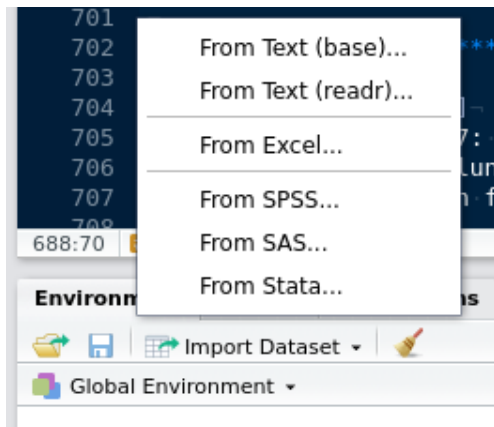 701
702
703
704
705
706
707
708
From Text (base)...
From Text (readr)...
From Excel...
From SPSS...
From SAS...
From Stata...
688:70
Import Dataset
Global Environment